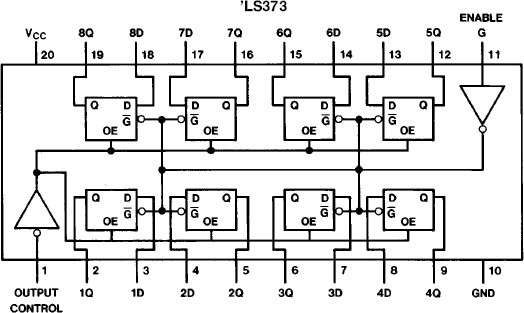 'LS373
ENABLE
VCC 8Q 8D 7D 7Q 6Q 6D 5D 5Q G
20 19 18 17 16 15 14 13 12 11
Q D D Q Q D D Q
G̅ G̅ G̅ G̅
OE OE OE OE
Q D D Q Q D D Q
G̅ G̅ G̅ G̅
OE OE OE OE
1 2 3 4 5 6 7 8 9 10
OUTPUT 1Q 1D 2D 2Q 3Q 3D 4D 4Q GND
CONTROL